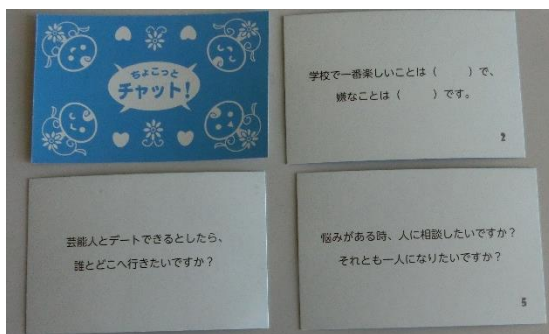 ちょこっと
チャット！
学校で一番楽しいことは（　　　）で、
嫌なことは（　　　）です。
2
芸能人とデートできるとしたら、
誰とどこへ行きたいですか？
悩みがある時、人に相談したいですか？
それとも一人になりたいですか？
5